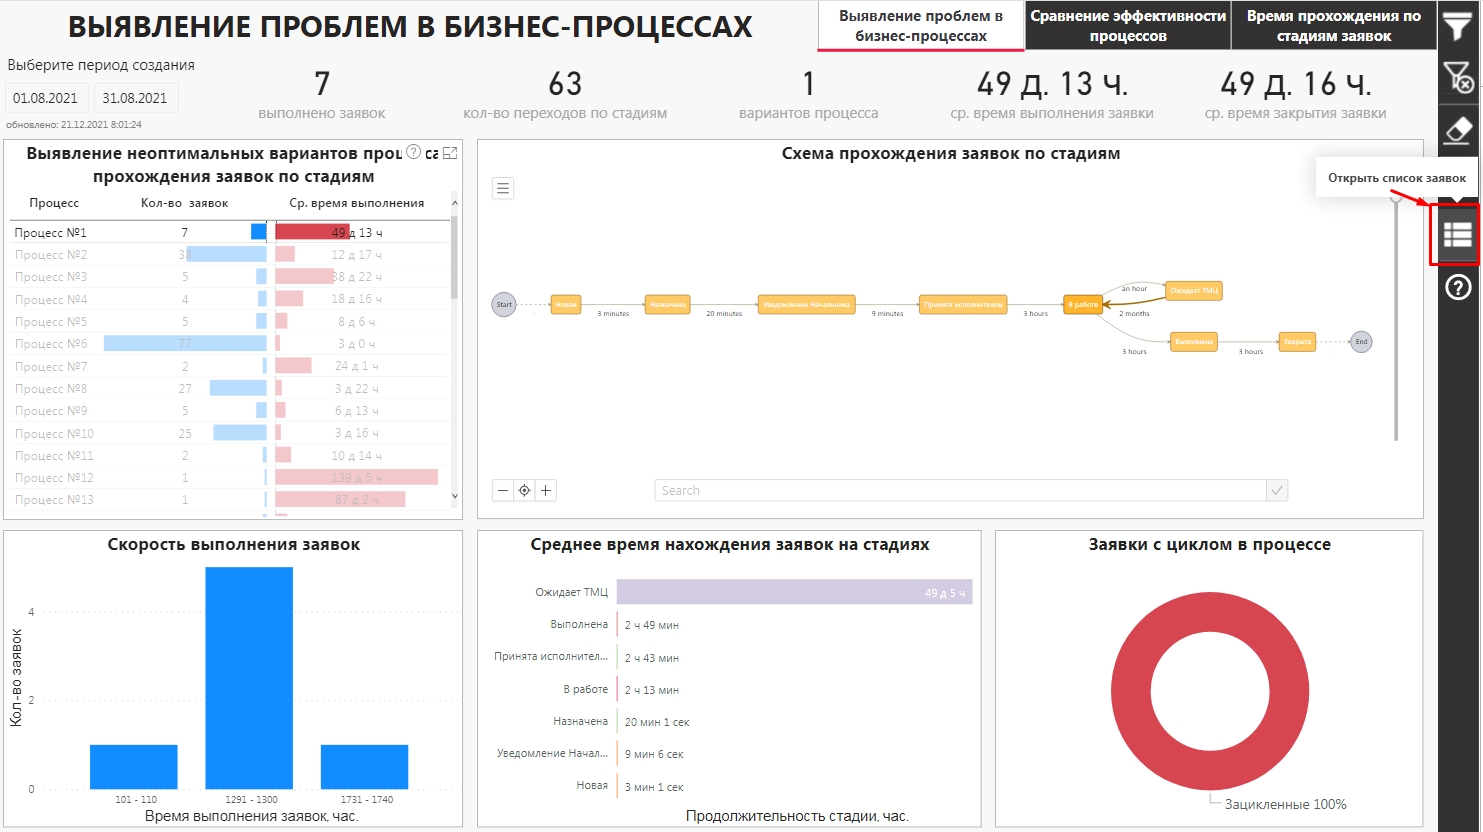 ВЫЯВЛЕНИЕ ПРОБЛЕМ В БИЗНЕС-ПРОЦЕССАХ
Выявление проблем в
бизнес-процессах
Сравнение эффективности
процессов
Время прохождения по
стадиям заявок
Выберите период создания
01.08.2021
31.08.2021
обновлено: 21.12.2021 8:01:24
7
выполнено заявок
63
кол-во переходов по стадиям
1
вариантов процесса
49 Д. 13 Ч.
ср. время выполнения заявки
49 Д. 16 Ч.
ср. время закрытия заявки
Открыть список заявок
Выявление неоптимальных вариантов
прохождения заявок по стадиям
Процесс Кол-во заявок Ср. время выполнения
Процесс №1 7 49 д 13 ч
Процесс №2 38 12 д 17 ч
Процесс №3 5 38 д 22 ч
Процесс №4 4 18 д 16 ч
Процесс №5 5 8 д 6 ч
Процесс №6 77 3 д 0 ч
Процесс №7 2 24 д 1 ч
Процесс №8 27 3 д 22 ч
Процесс №9 5 6 д 13 ч
Процесс №10 25 3 д 16 ч
Процесс №11 2 10 д 14 ч
Процесс №12 1 139 д 5 ч
Процесс №13 1 87 д 2 ч
Схема прохождения заявок по стадиям
Start
Новая
3 minutes
Назначена
20 minutes
Уведомление Начальника
9 minutes
Принята исполнителем
3 hours
В работе
an hour
Ожидает ТМЦ
2 months
3 hours
Выполнена
3 hours
Закрыта
End
Search
Скорость выполнения заявок
Кол-во заявок
4
2
0
101 - 110
1291 - 1300
1731 - 1740
Время выполнения заявок, час.
Среднее время нахождения заявок на стадиях
Ожидает ТМЦ 49 д 5 ч
Выполнена 2 ч 49 мин
Принята исполнител... 2 ч 43 мин
В работе 2 ч 13 мин
Назначена 20 мин 1 сек
Уведомление Начал... 9 мин 6 сек
Новая 3 мин 1 сек
Продолжительность стадии, час.
Заявки с циклом в процессе
Зацикленные 100%